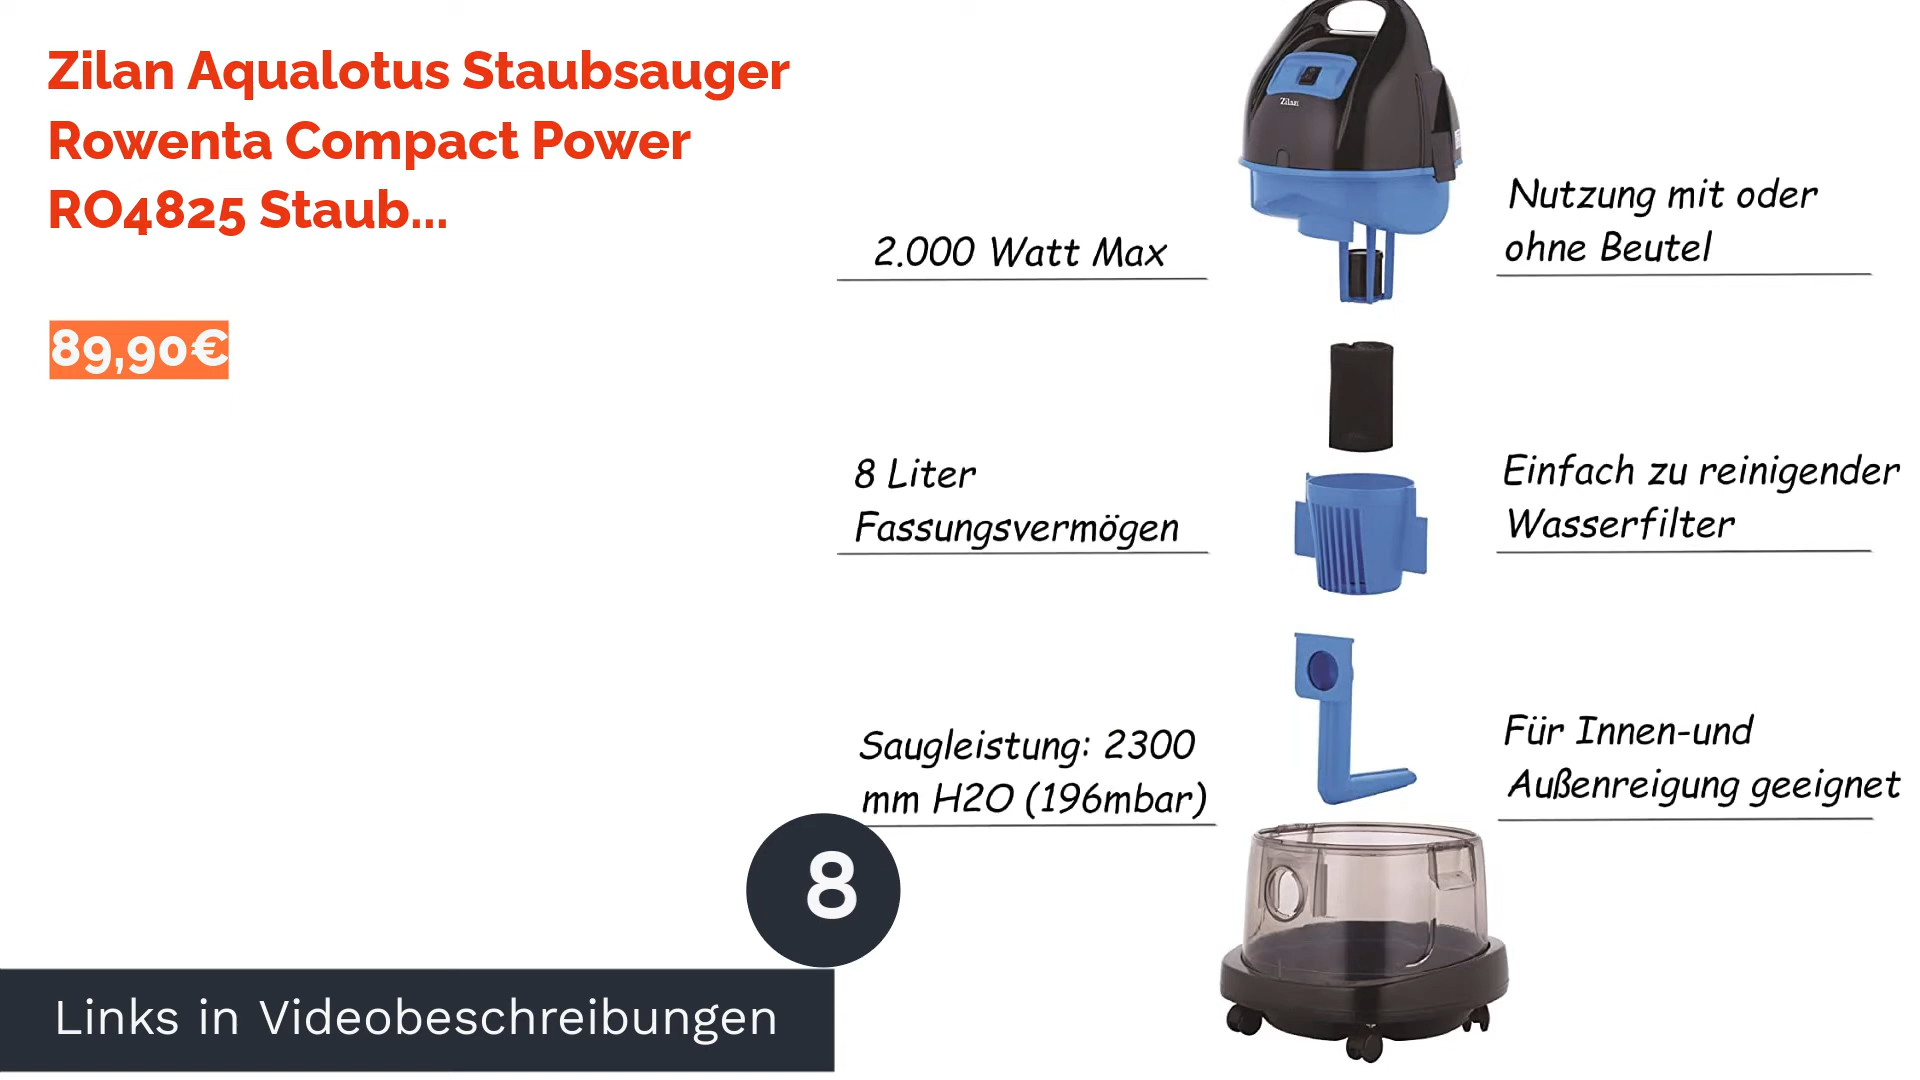 Zilan Aqualotus Staubsauger
Rowenta Compact Power
RO4825 Staub...
89,90€
Zilan
2.000 Watt Max
Nutzung mit oder
ohne Beutel
8 Liter
Fassungsvermögen
Einfach zu reinigender
Wasserfilter
Saugleistung: 2300
mm H2O (196mbar)
Für Innen-und
Außenreigung geeignet
8
Links in Videobeschreibungen